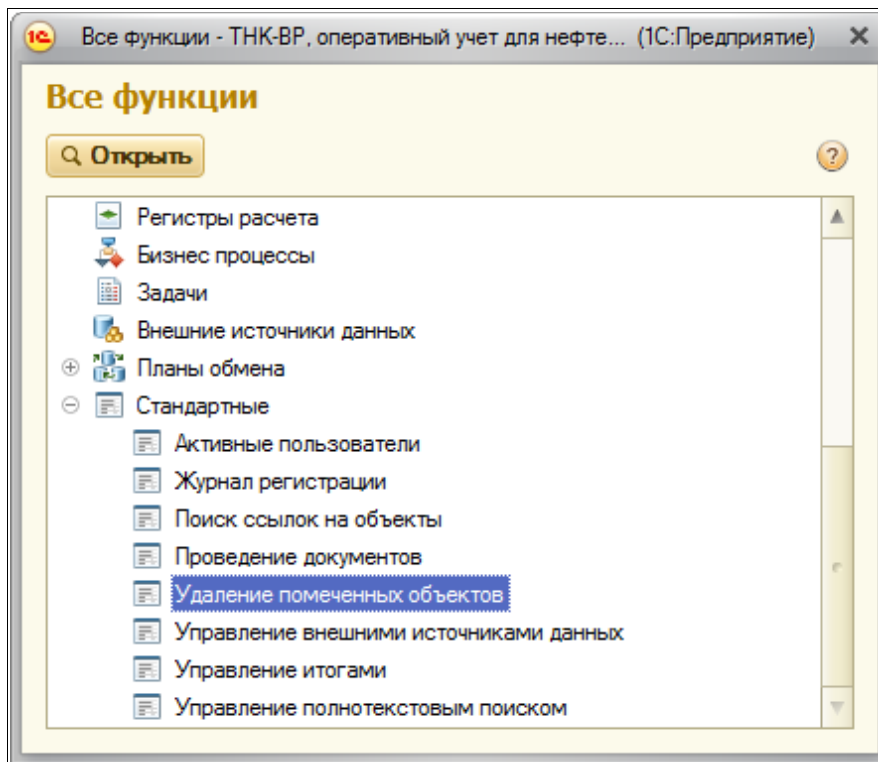 1С Все функции - ТНК-ВР, оперативный учет для нефте... (1С:Предприятие)
Все функции
Открыть ?
Регистры расчета
Бизнес процессы
Задачи
Внешние источники данных
Планы обмена
Стандартные
Активные пользователи
Журнал регистрации
Поиск ссылок на объекты
Проведение документов
Удаление помеченных объектов
Управление внешними источниками данных
Управление итогами
Управление полнотекстовым поиском